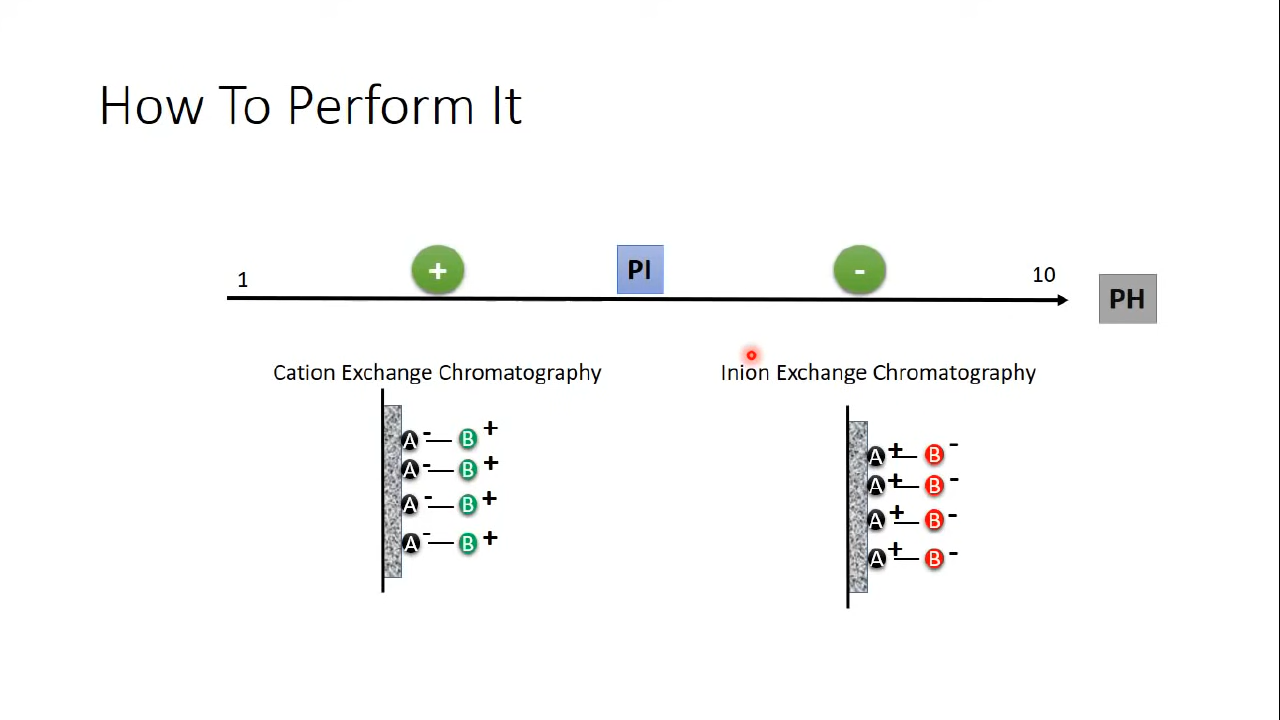 How To Perform It
1 + PI - 10
PH
Cation Exchange Chromatography
Inion Exchange Chromatography
A - B +
A - B +
A - B +
A - B +
A + B -
A + B -
A + B -
A + B -